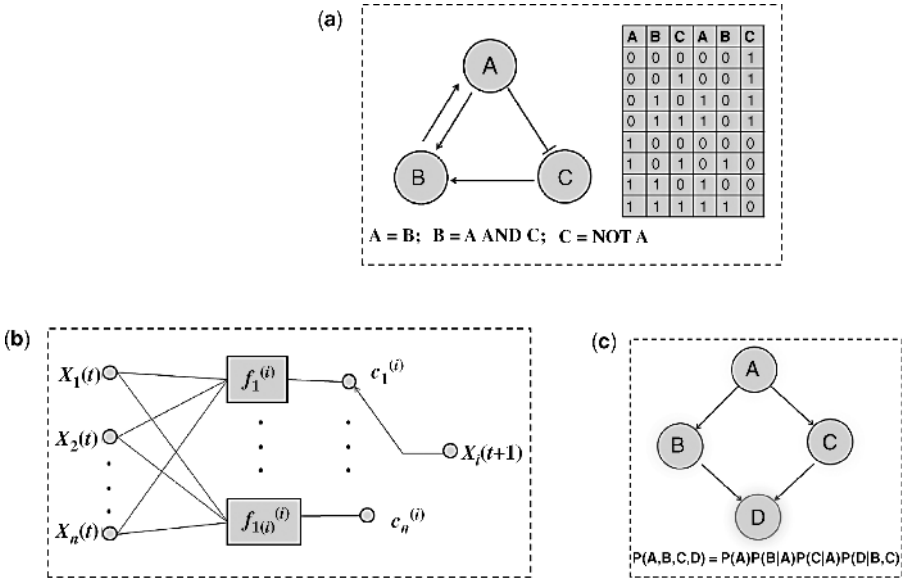 (a)
A
B
C
A B C A B C
0 0 0 0 0 1
0 0 1 0 0 1
0 1 0 1 0 1
0 1 1 1 0 1
1 0 0 0 0 0
1 0 1 0 1 0
1 1 0 1 0 0
1 1 1 1 1 0
A = B; B = A AND C; C = NOT A
(b)
X₁(t)
X₂(t)
Xₙ(t)
f₁⁽ⁱ⁾
f₁₍ᵢ₎⁽ⁱ⁾
c₁⁽ⁱ⁾
cₙ⁽ⁱ⁾
Xᵢ(t+1)
(c)
A
B
C
D
P(A,B,C,D) = P(A)P(B|A)P(C|A)P(D|B,C)